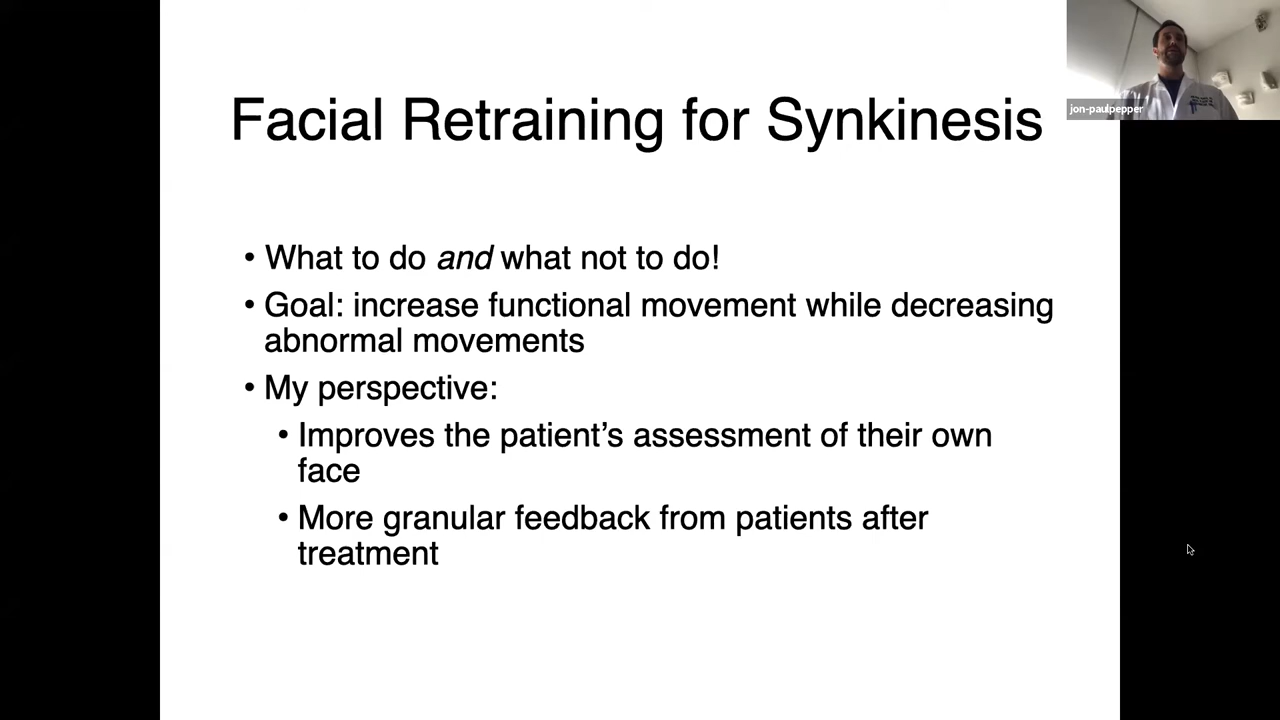 jon-paulpepper
Facial Retraining for Synkinesis
• What to do and what not to do!
• Goal: increase functional movement while decreasing
abnormal movements
• My perspective:
• Improves the patient's assessment of their own
face
• More granular feedback from patients after
treatment